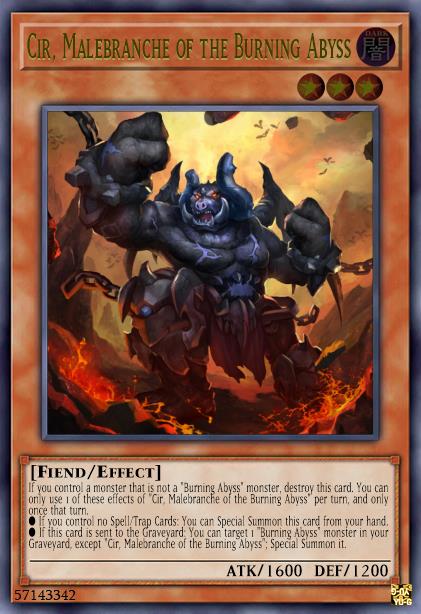 Cir, Malebranche of the Burning Abyss
DARK
闇
[Fiend/Effect]
If you control a monster that is not a "Burning Abyss" monster, destroy this card. You can
only use 1 of these effects of "Cir, Malebranche of the Burning Abyss" per turn, and only
once that turn.
● If you control no Spell/Trap Cards: You can Special Summon this card from your hand.
● If this card is sent to the Graveyard: You can target 1 "Burning Abyss" monster in your
Graveyard, except "Cir, Malebranche of the Burning Abyss"; Special Summon it.
ATK/1600 DEF/1200
57143342